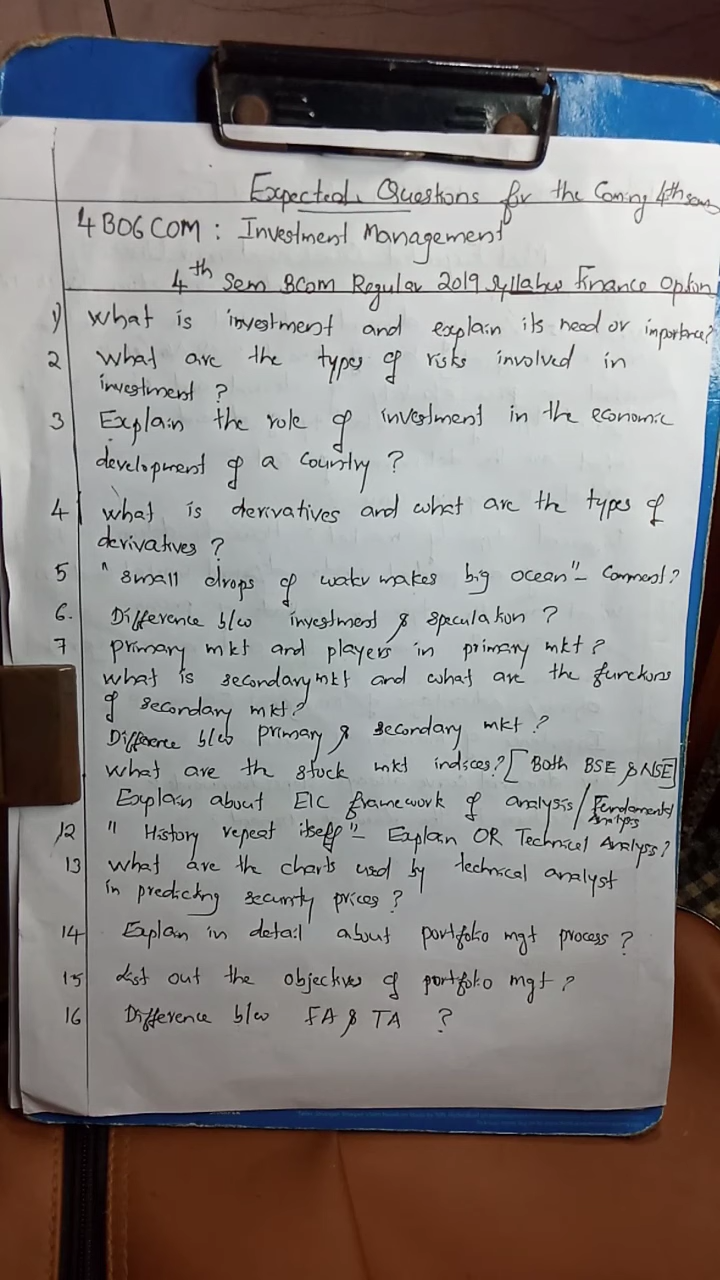 Expected Questions for the Coming 4th sem
4 BO6 COM : Investment Management
4th Sem BCom Regular 2019 syllabus Finance Option
1) What is investment and explain its need or importance?
2 What are the types of risks involved in
investment ?
3 Explain the role of investment in the economic
development of a country ?
4 what is derivatives and what are the types of
derivatives ?
5 "small drops of water makes big ocean" - Comment?
6. Difference b/w investment & speculation ?
7 primary mkt and players in primary mkt ?
what is secondary mkt and what are the functions
of secondary mkt?
Difference b/w primary & secondary mkt ?
what are the stock mkt indices? [Both BSE & NSE]
Explain about EIC framework of analysis / Fundamental
Analysis
12 "History repeat itself" - Explain OR Technical Analysis?
13 what are the charts used by technical analyst
in predicting security prices ?
14 Explain in detail about portfolio mgt process ?
15 List out the objectives of portfolio mgt ?
16 Difference b/w FA & TA ?